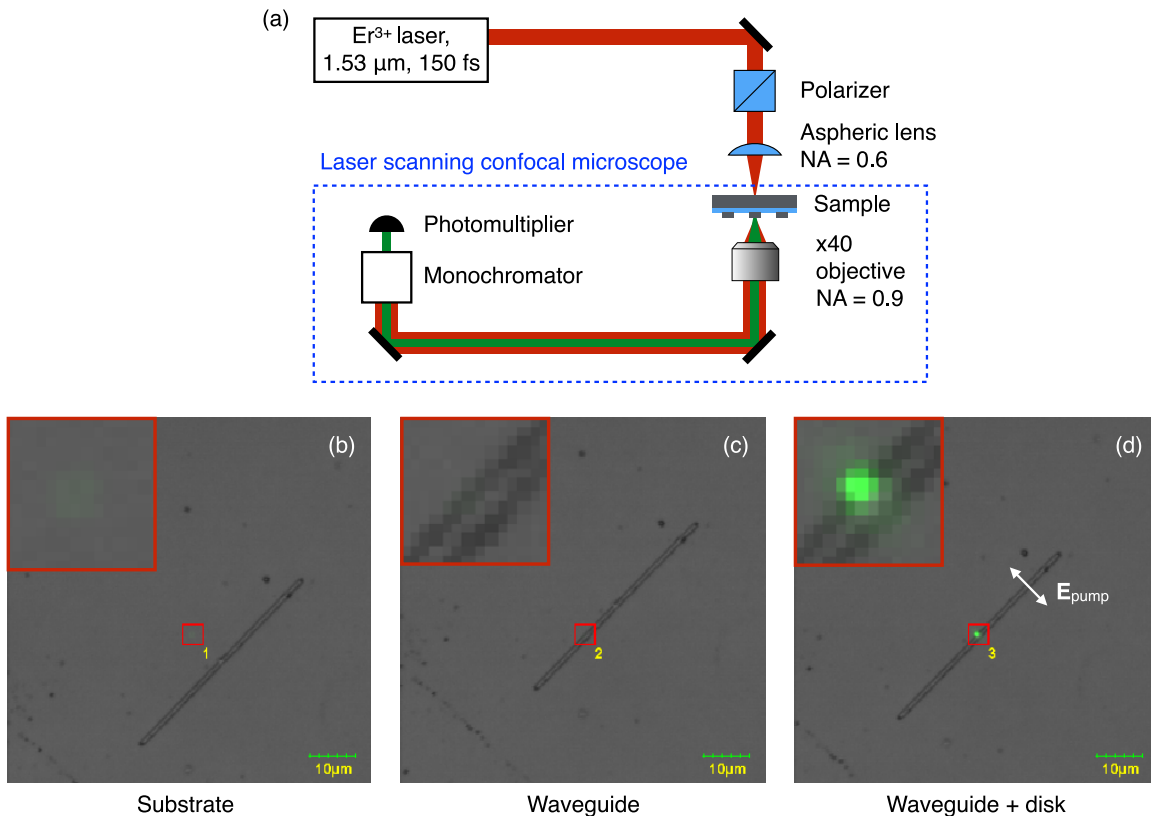 (a)
Er³⁺ laser,
1.53 µm, 150 fs
Polarizer
Aspheric lens
NA = 0.6
Laser scanning confocal microscope
Sample
Photomultiplier
x40
objective
NA = 0.9
Monochromator
(b)
1
10µm
Substrate
(c)
2
10µm
Waveguide
(d)
E pump
3
10µm
Waveguide + disk